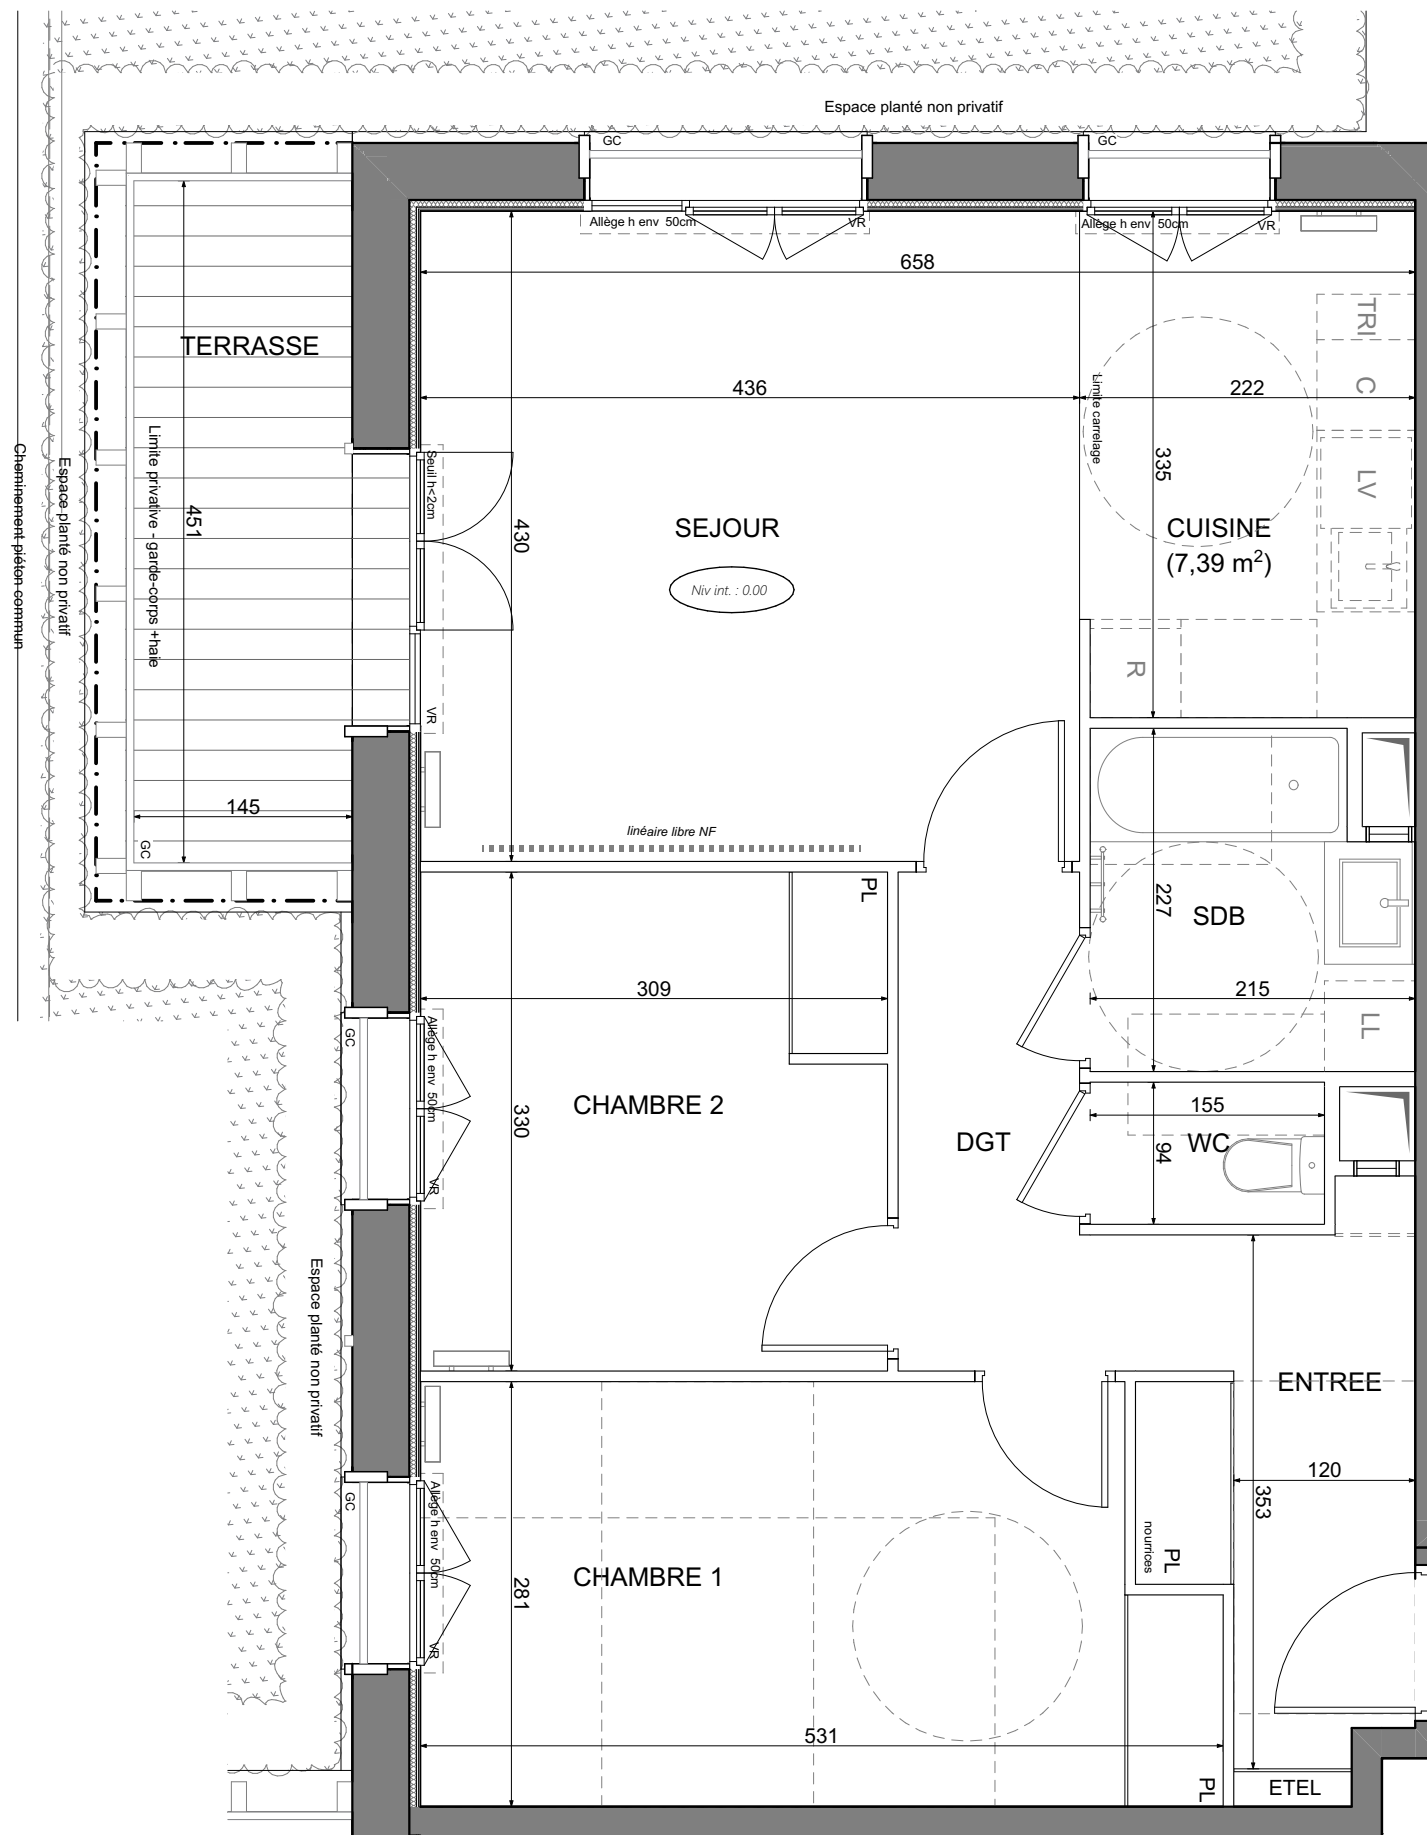 Espace planté non privatif
GC
GC
Allège h env 50cm
VR
Allège h env 50cm
VR
658
TERRASSE
TRI
436
222
C
Limite carrelage
Cheminement piéton commun
Espace planté non privatif
Limite privative - garde-corps +haie
451
Seuil h<2cm
430
335
LV
SEJOUR
CUISINE
(7,39 m²)
Niv int. : 0.00
R
VR
145
GC
linéaire libre NF
PL
227
SDB
309
215
GC
Allège h env 50cm
LL
330
CHAMBRE 2
155
DGT
94
WC
VR
Espace planté non privatif
ENTREE
120
GC
Allège h env 50cm
353
PL
nourrices
281
CHAMBRE 1
VR
531
PL
ETEL